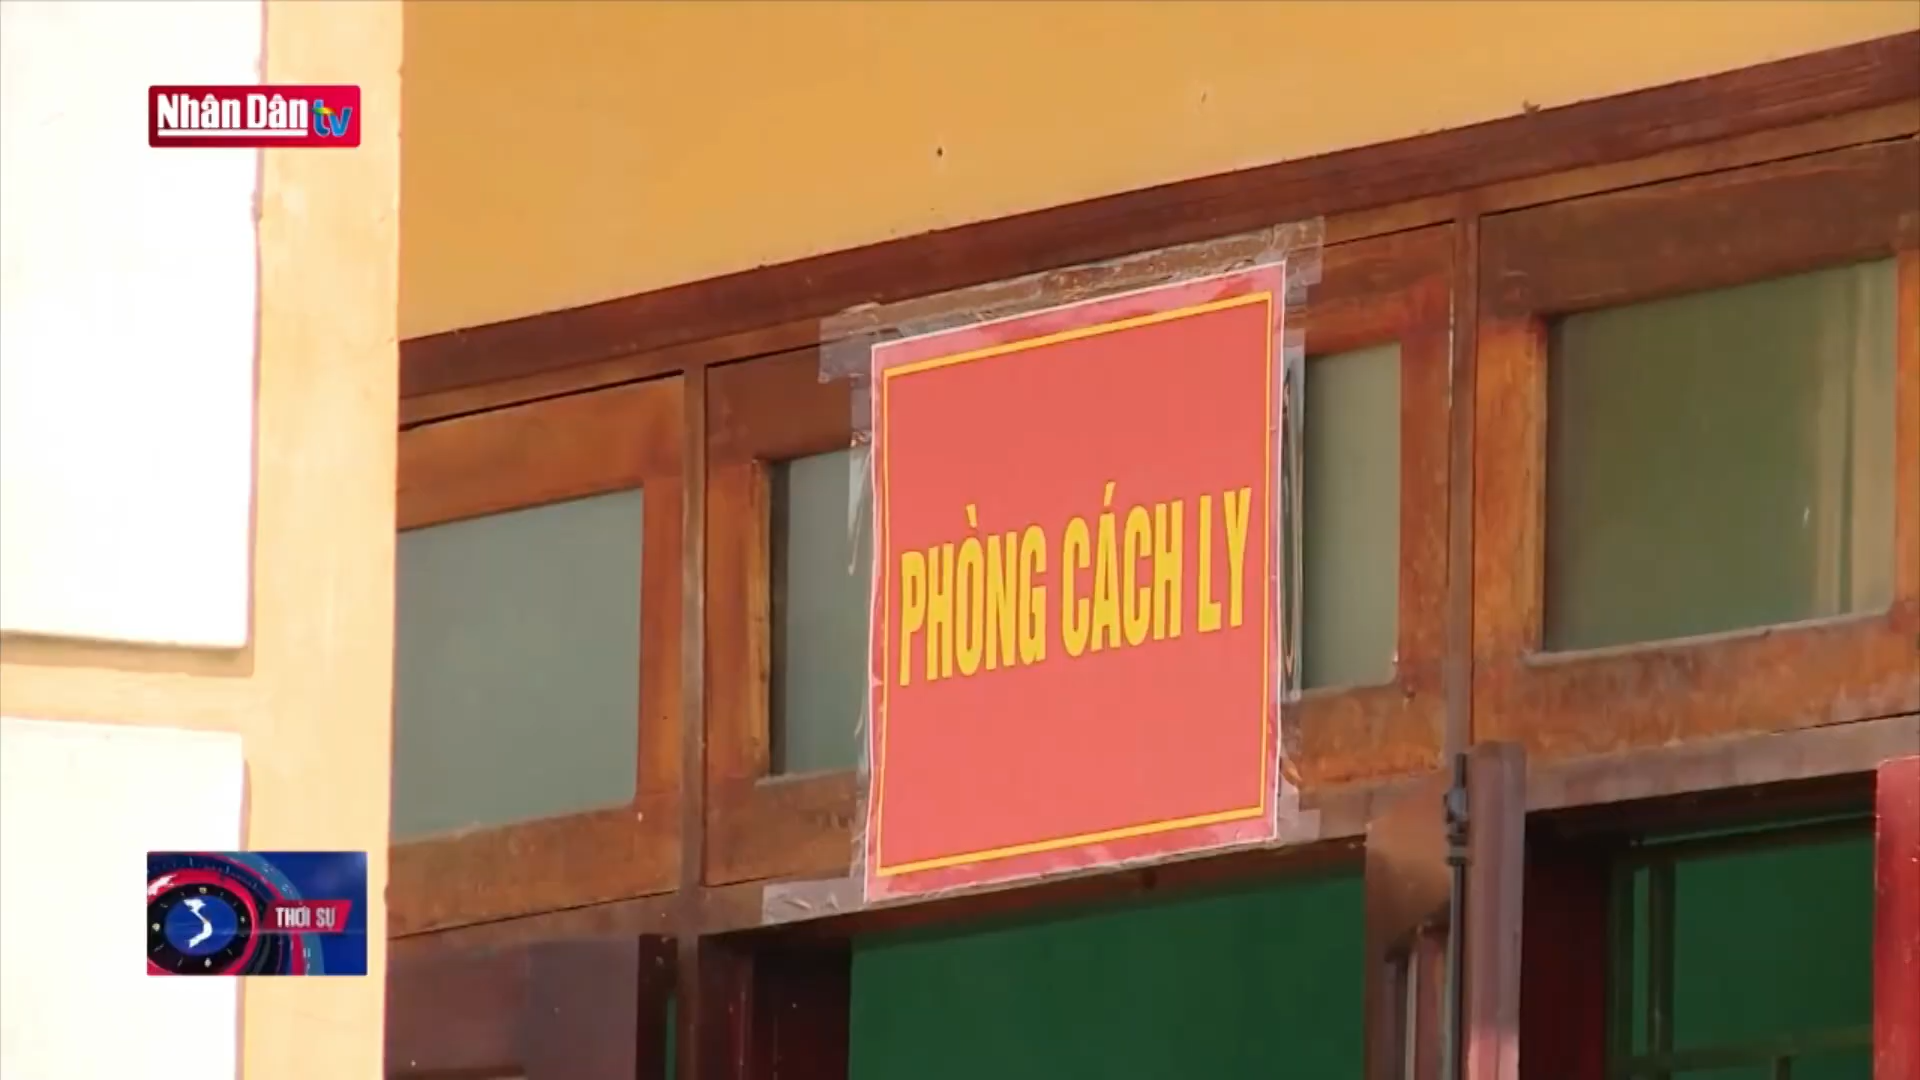 Nhân Dân tv
PHÒNG CÁCH LY
THỜI SỰ